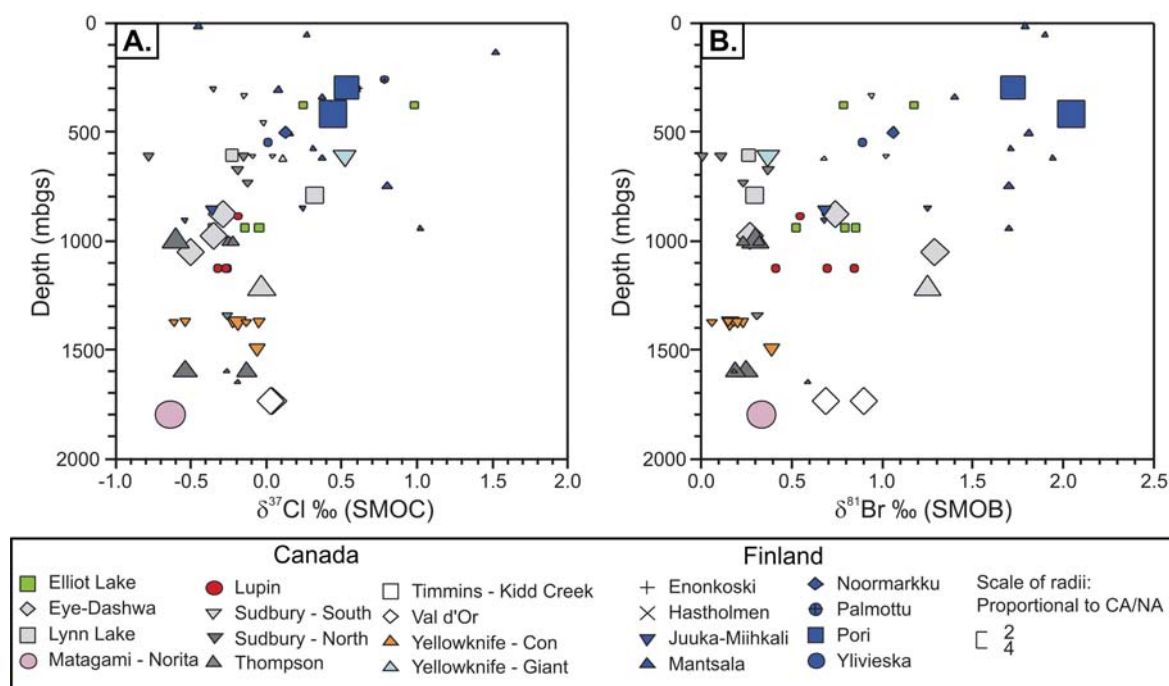 A.
B.
0
500
1000
1500
2000
Depth (mbgs)
-1.0 -0.5 0.0 0.5 1.0 1.5 2.0
δ³⁷Cl ‰ (SMOC)
0
500
1000
1500
2000
Depth (mbgs)
0.0 0.5 1.0 1.5 2.0 2.5
δ⁸¹Br ‰ (SMOB)
Canada
Elliot Lake
Eye-Dashwa
Lynn Lake
Matagami - Norita
Lupin
Sudbury - South
Sudbury - North
Thompson
Timmins - Kidd Creek
Val d'Or
Yellowknife - Con
Yellowknife - Giant
Finland
Enonkoski
Hastholmen
Juuka-Miihkali
Mantsala
Noormarkku
Palmottu
Pori
Ylivieska
Scale of radii:
Proportional to CA/NA
2
4